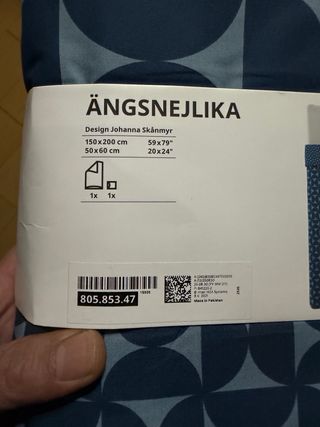 ÄNGSNEJLIKA
Design Johanna Skånmyr
150x200 cm 59x79"
50x60 cm 20x24"
1x 1x
805.853.47
Made in Pakistan